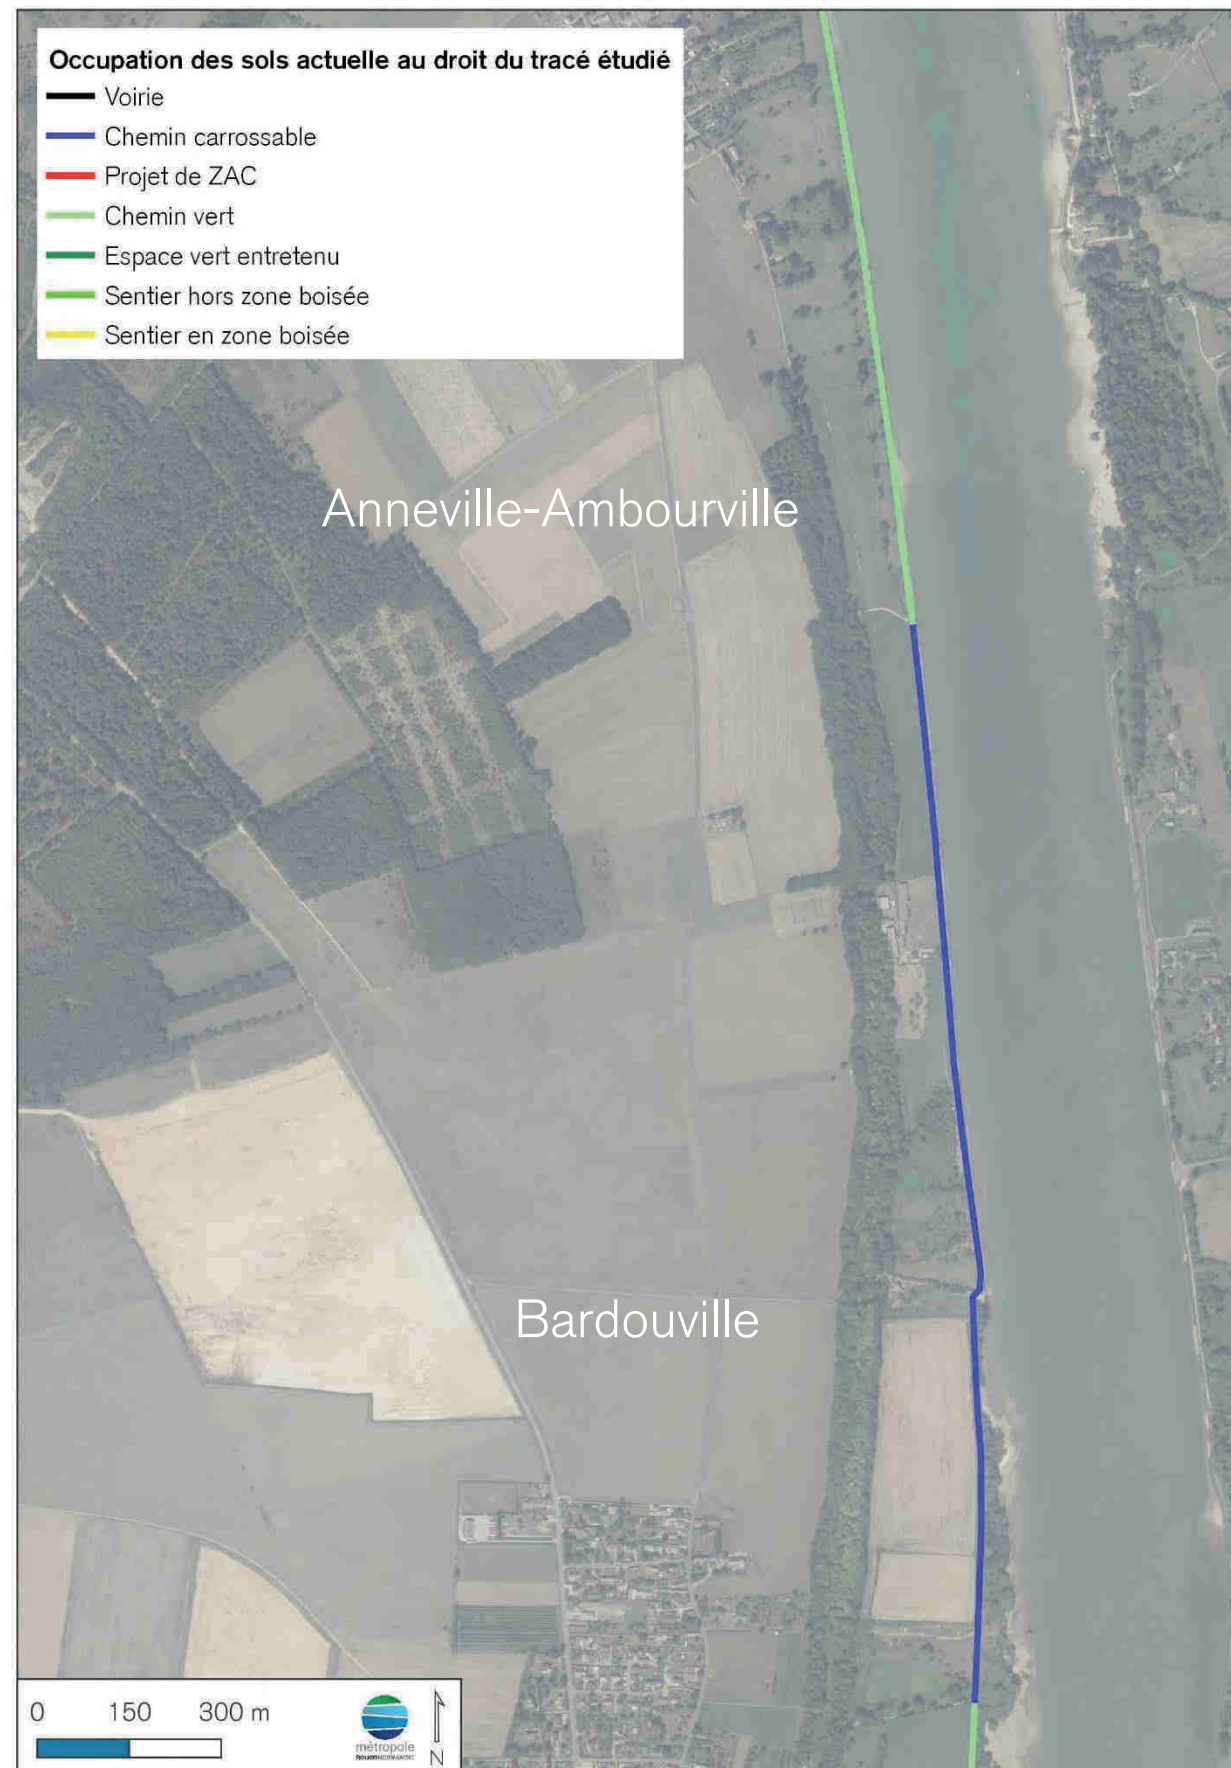 Occupation des sols actuelle au droit du tracé étudié
Voirie
Chemin carrossable
Projet de ZAC
Chemin vert
Espace vert entretenu
Sentier hors zone boisée
Sentier en zone boisée
Anneville-Ambourville
Bardouville
0 150 300 m
métropole
ROUENNORMANDIE
N